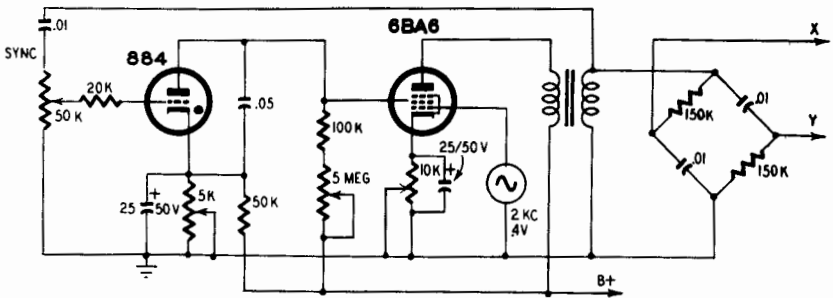 .01
SYNC
50K
20K
884
.05
25
50V
5K
50K
100K
5 MEG
6BA6
10K
25/50 V
2 KC
.4V
B+
X
Y
150K
.01
.01
150K